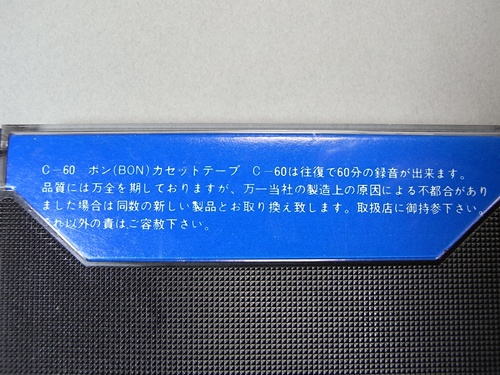 C－60　ボン(BON)カセットテープ　C－60は往復で60分の録音が出来ます。
品質には万全を期しておりますが、万一当社の製造上の原因による不都合があり
ました場合は同数の新しい製品とお取り換え致します。取扱店に御持参下さい。
それ以外の責はご容赦下さい。